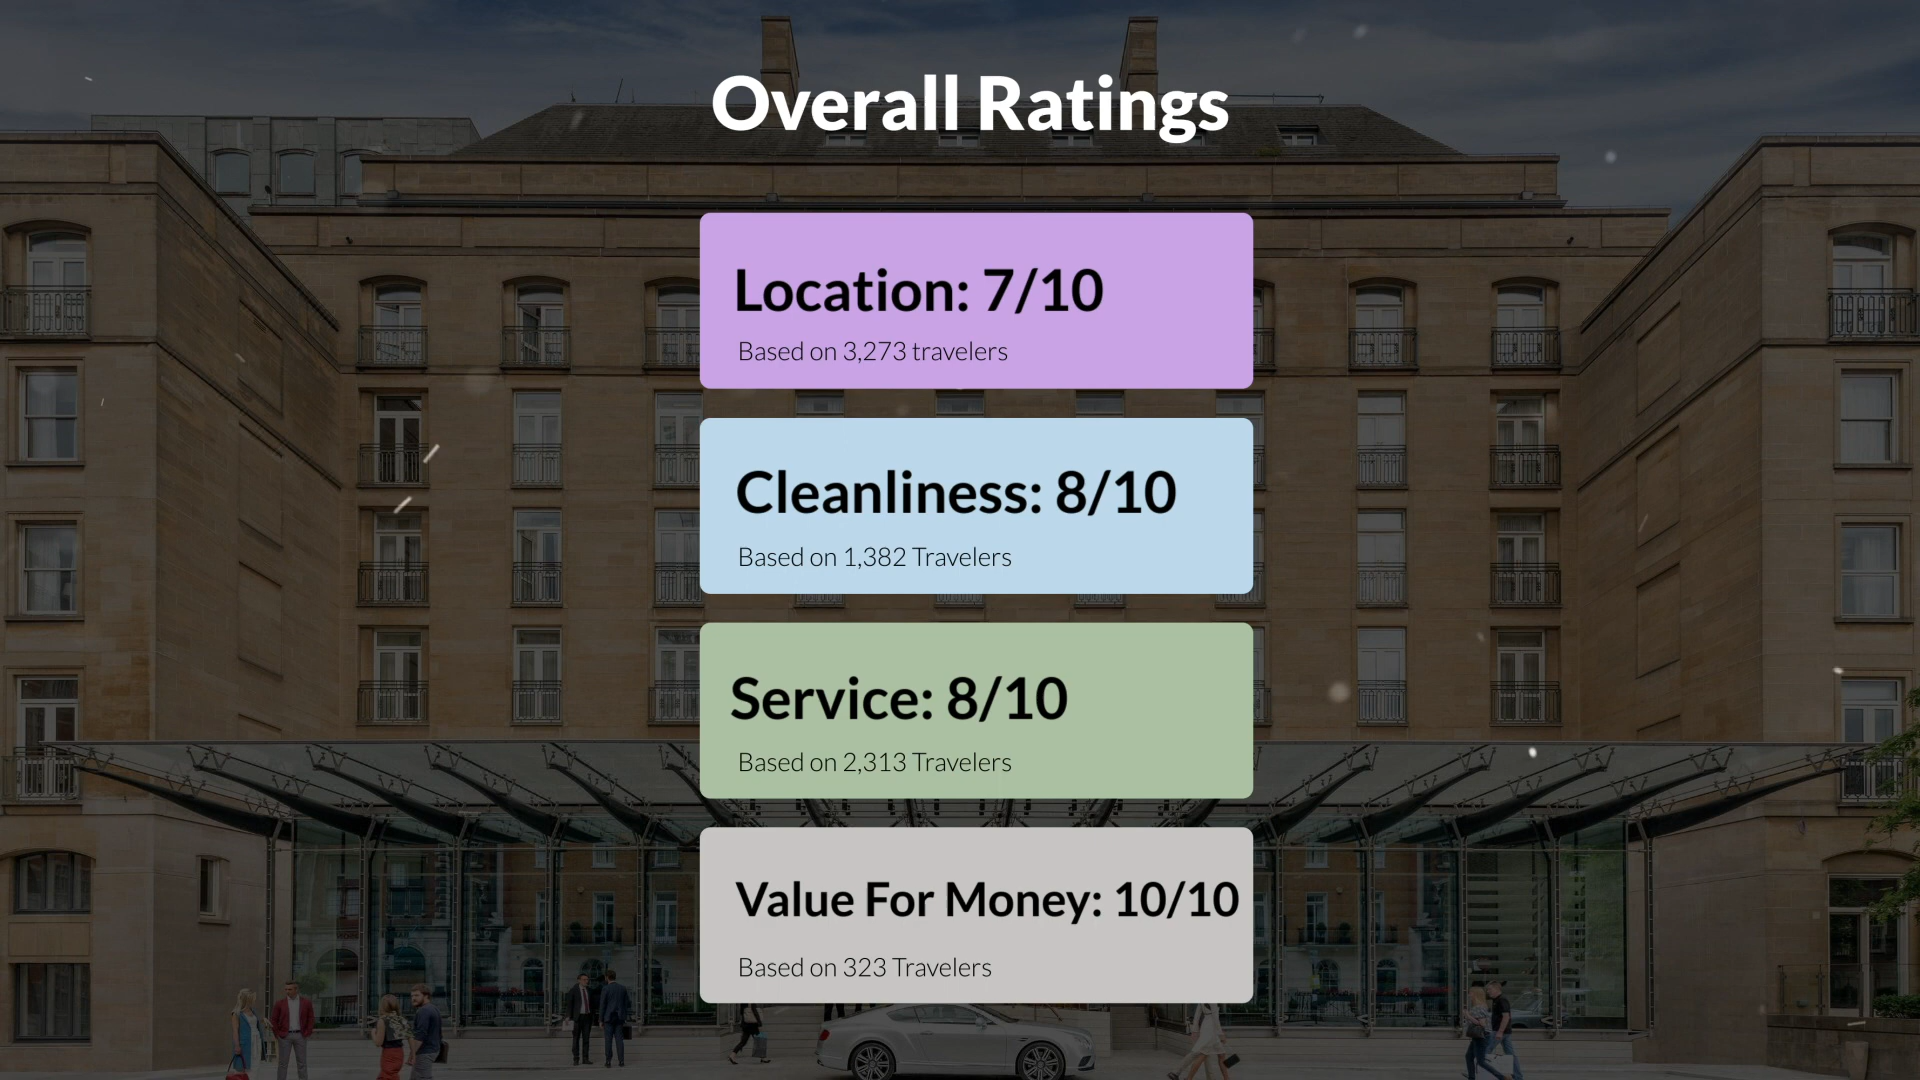 Overall Ratings
Location: 7/10
Based on 3,273 travelers
Cleanliness: 8/10
Based on 1,382 Travelers
Service: 8/10
Based on 2,313 Travelers
Value For Money: 10/10
Based on 323 Travelers